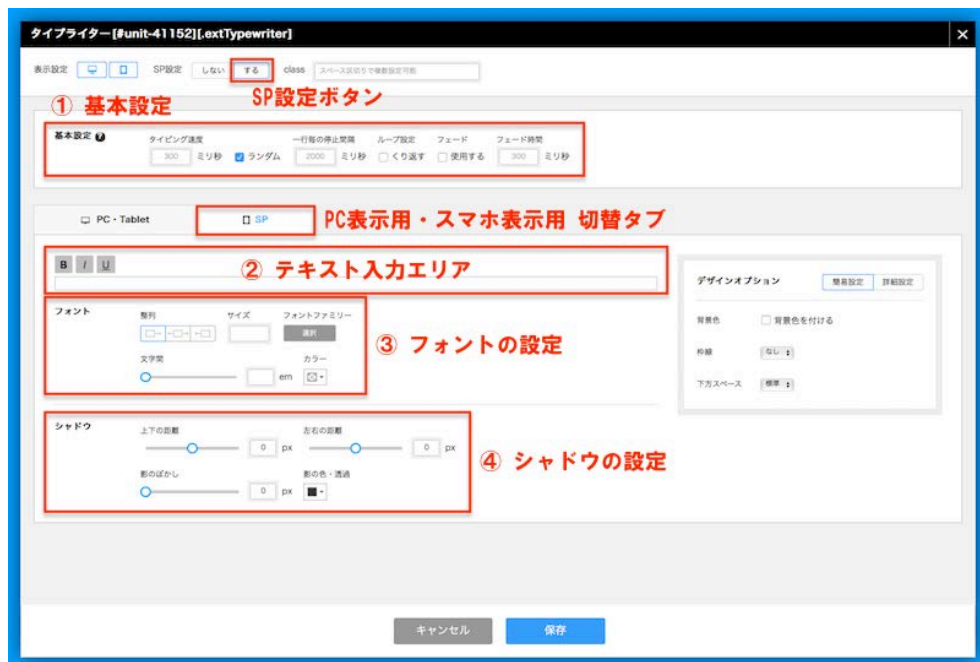 タイプライター[#unit-41152][.extTypewriter]
×
表示設定 SP設定 しない する class スペース区切りで複数設定可能
① 基本設定
SP設定ボタン
基本設定 ? タイピング速度 一行毎の停止間隔 ループ設定 フェード フェード時間
300 ミリ秒 ランダム 2000 ミリ秒 くり返す 使用する 300 ミリ秒
PC・Tablet SP PC表示用・スマホ表示用 切替タブ
B I U
② テキスト入力エリア
デザインオプション 簡易設定 詳細設定
フォント 整列 サイズ フォントファミリー
選択
背景色 背景色を付ける
③ フォントの設定
文字間 カラー
em
枠線 なし
下方スペース 標準
シャドウ 上下の距離 左右の距離
0 px 0 px
④ シャドウの設定
影のぼかし 影の色・透過
0 px
キャンセル 保存